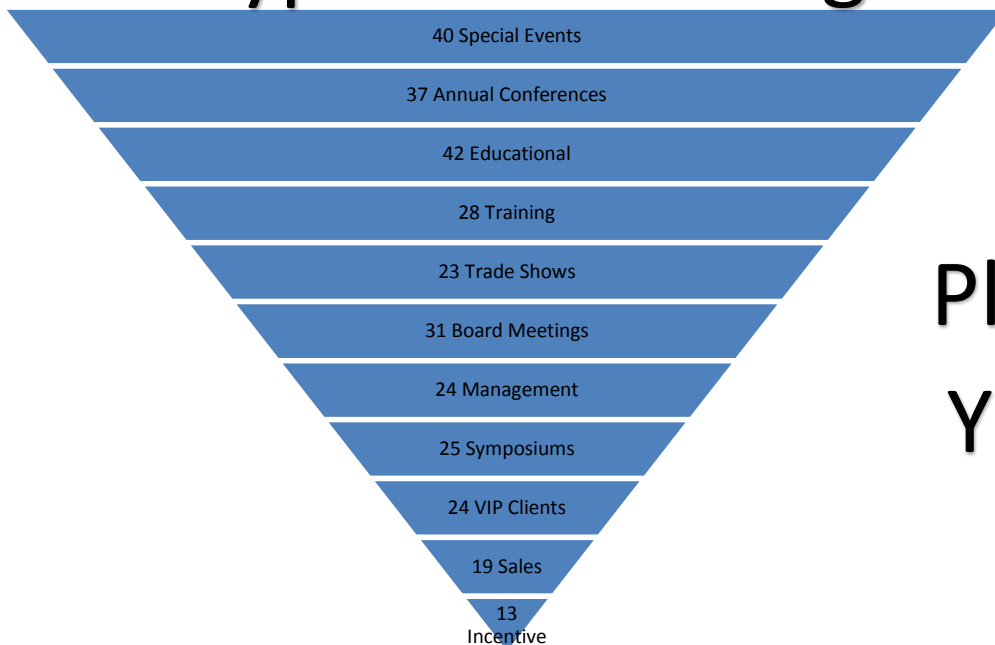 40 Special Events
37 Annual Conferences
42 Educational
28 Training
23 Trade Shows
Pl
31 Board Meetings
24 Management
Y
25 Symposiums
24 VIP Clients
19 Sales
13
Incentive